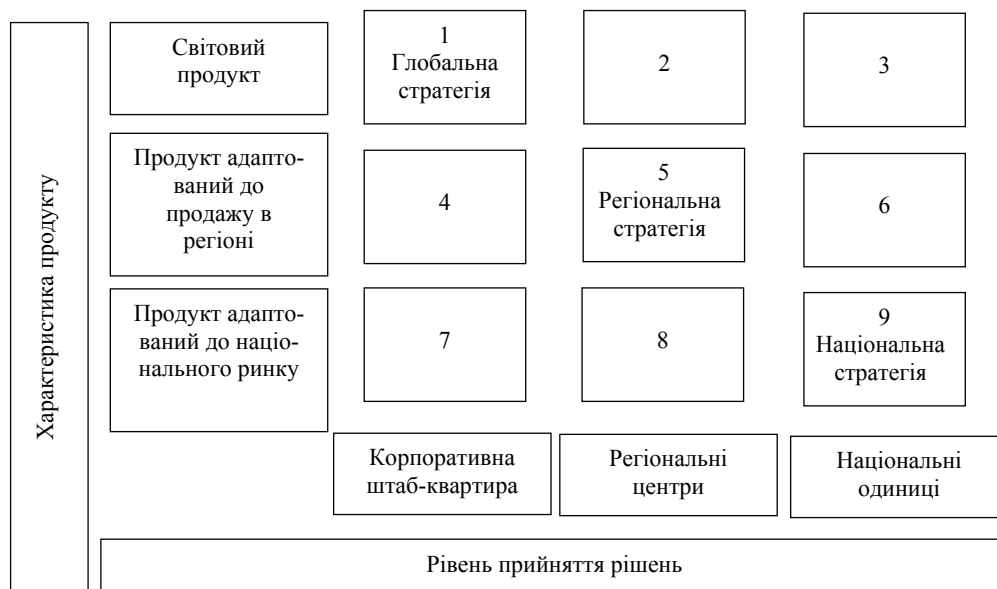 Характеристика продукту
Світовий
продукт
1
Глобальна
стратегія
2
3
Продукт адапто-
ваний до
продажу в
регіоні
4
5
Регіональна
стратегія
6
Продукт адапто-
ваний до націо-
нального ринку
7
8
9
Національна
стратегія
Корпоративна
штаб-квартира
Регіональні
центри
Національні
одиниці
Рівень прийняття рішень